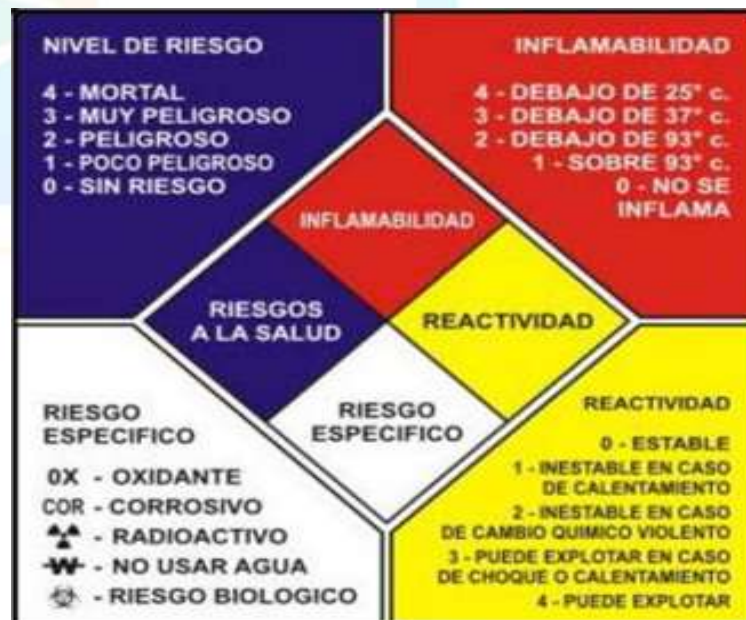 NIVEL DE RIESGO
4 - MORTAL
3 - MUY PELIGROSO
2 - PELIGROSO
1 - POCO PELIGROSO
0 - SIN RIESGO
INFLAMABILIDAD
4 - DEBAJO DE 25° c.
3 - DEBAJO DE 37° c.
2 - DEBAJO DE 93° c.
1 - SOBRE 93° c.
0 - NO SE
INFLAMA
INFLAMABILIDAD
RIESGOS
A LA SALUD
REACTIVIDAD
RIESGO
ESPECIFICO
RIESGO
ESPECIFICO
0X - OXIDANTE
COR - CORROSIVO
- RADIOACTIVO
W - NO USAR AGUA
- RIESGO BIOLOGICO
REACTIVIDAD
0 - ESTABLE
1 - INESTABLE EN CASO
DE CALENTAMIENTO
2 - INESTABLE EN CASO
DE CAMBIO QUIMICO VIOLENTO
3 - PUEDE EXPLOTAR EN CASO
DE CHOQUE O CALENTAMIENTO
4 - PUEDE EXPLOTAR